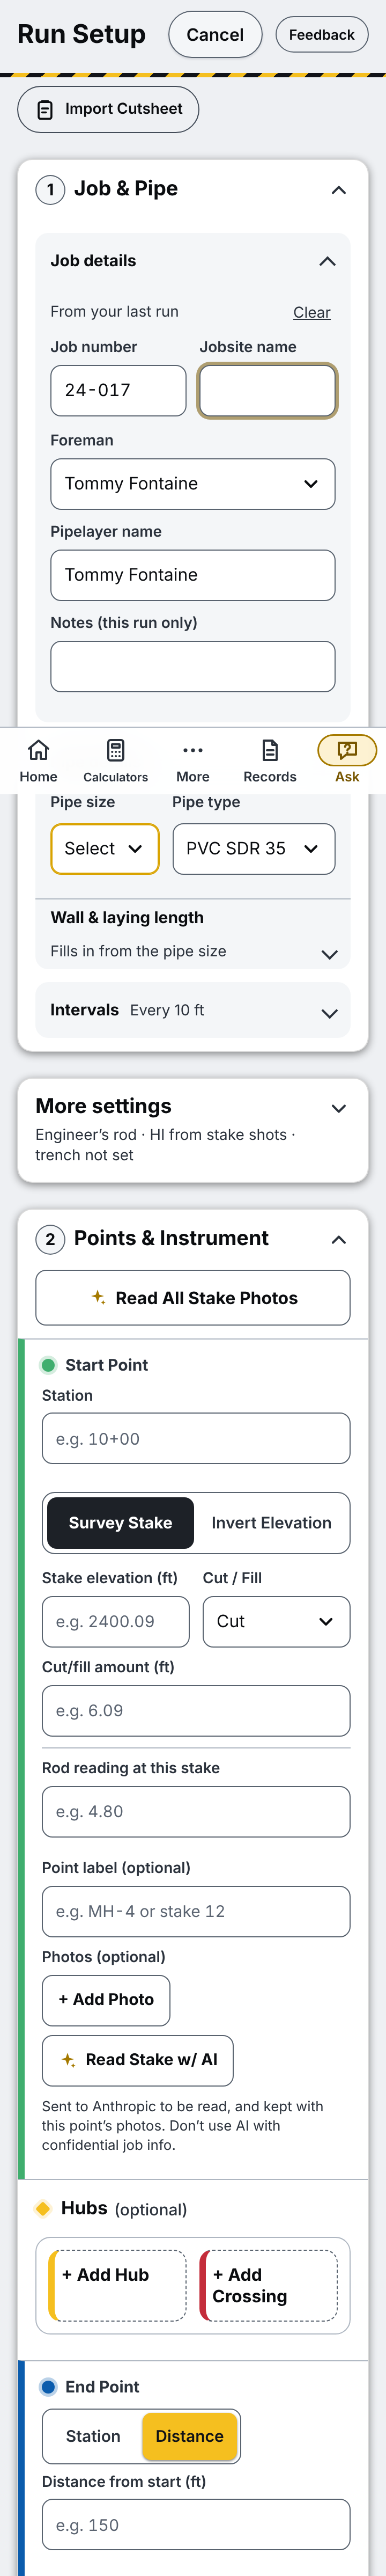 Run Setup
Cancel
Feedback
Import Cutsheet
1 Job & Pipe
Job details
From your last run Clear
Job number Jobsite name
24-017
Foreman
Tommy Fontaine
Pipelayer name
Tommy Fontaine
Notes (this run only)
Home Calculators More Records Ask
Pipe size Pipe type
Select PVC SDR 35
Wall & laying length
Fills in from the pipe size
Intervals Every 10 ft
More settings
Engineer’s rod · HI from stake shots ·
trench not set
2 Points & Instrument
Read All Stake Photos
Start Point
Station
e.g. 10+00
Survey Stake Invert Elevation
Stake elevation (ft) Cut / Fill
e.g. 2400.09 Cut
Cut/fill amount (ft)
e.g. 6.09
Rod reading at this stake
e.g. 4.80
Point label (optional)
e.g. MH-4 or stake 12
Photos (optional)
+ Add Photo
Read Stake w/ AI
Sent to Anthropic to be read, and kept with
this point’s photos. Don’t use AI with
confidential job info.
Hubs (optional)
+ Add Hub
+ Add
Crossing
End Point
Station Distance
Distance from start (ft)
e.g. 150